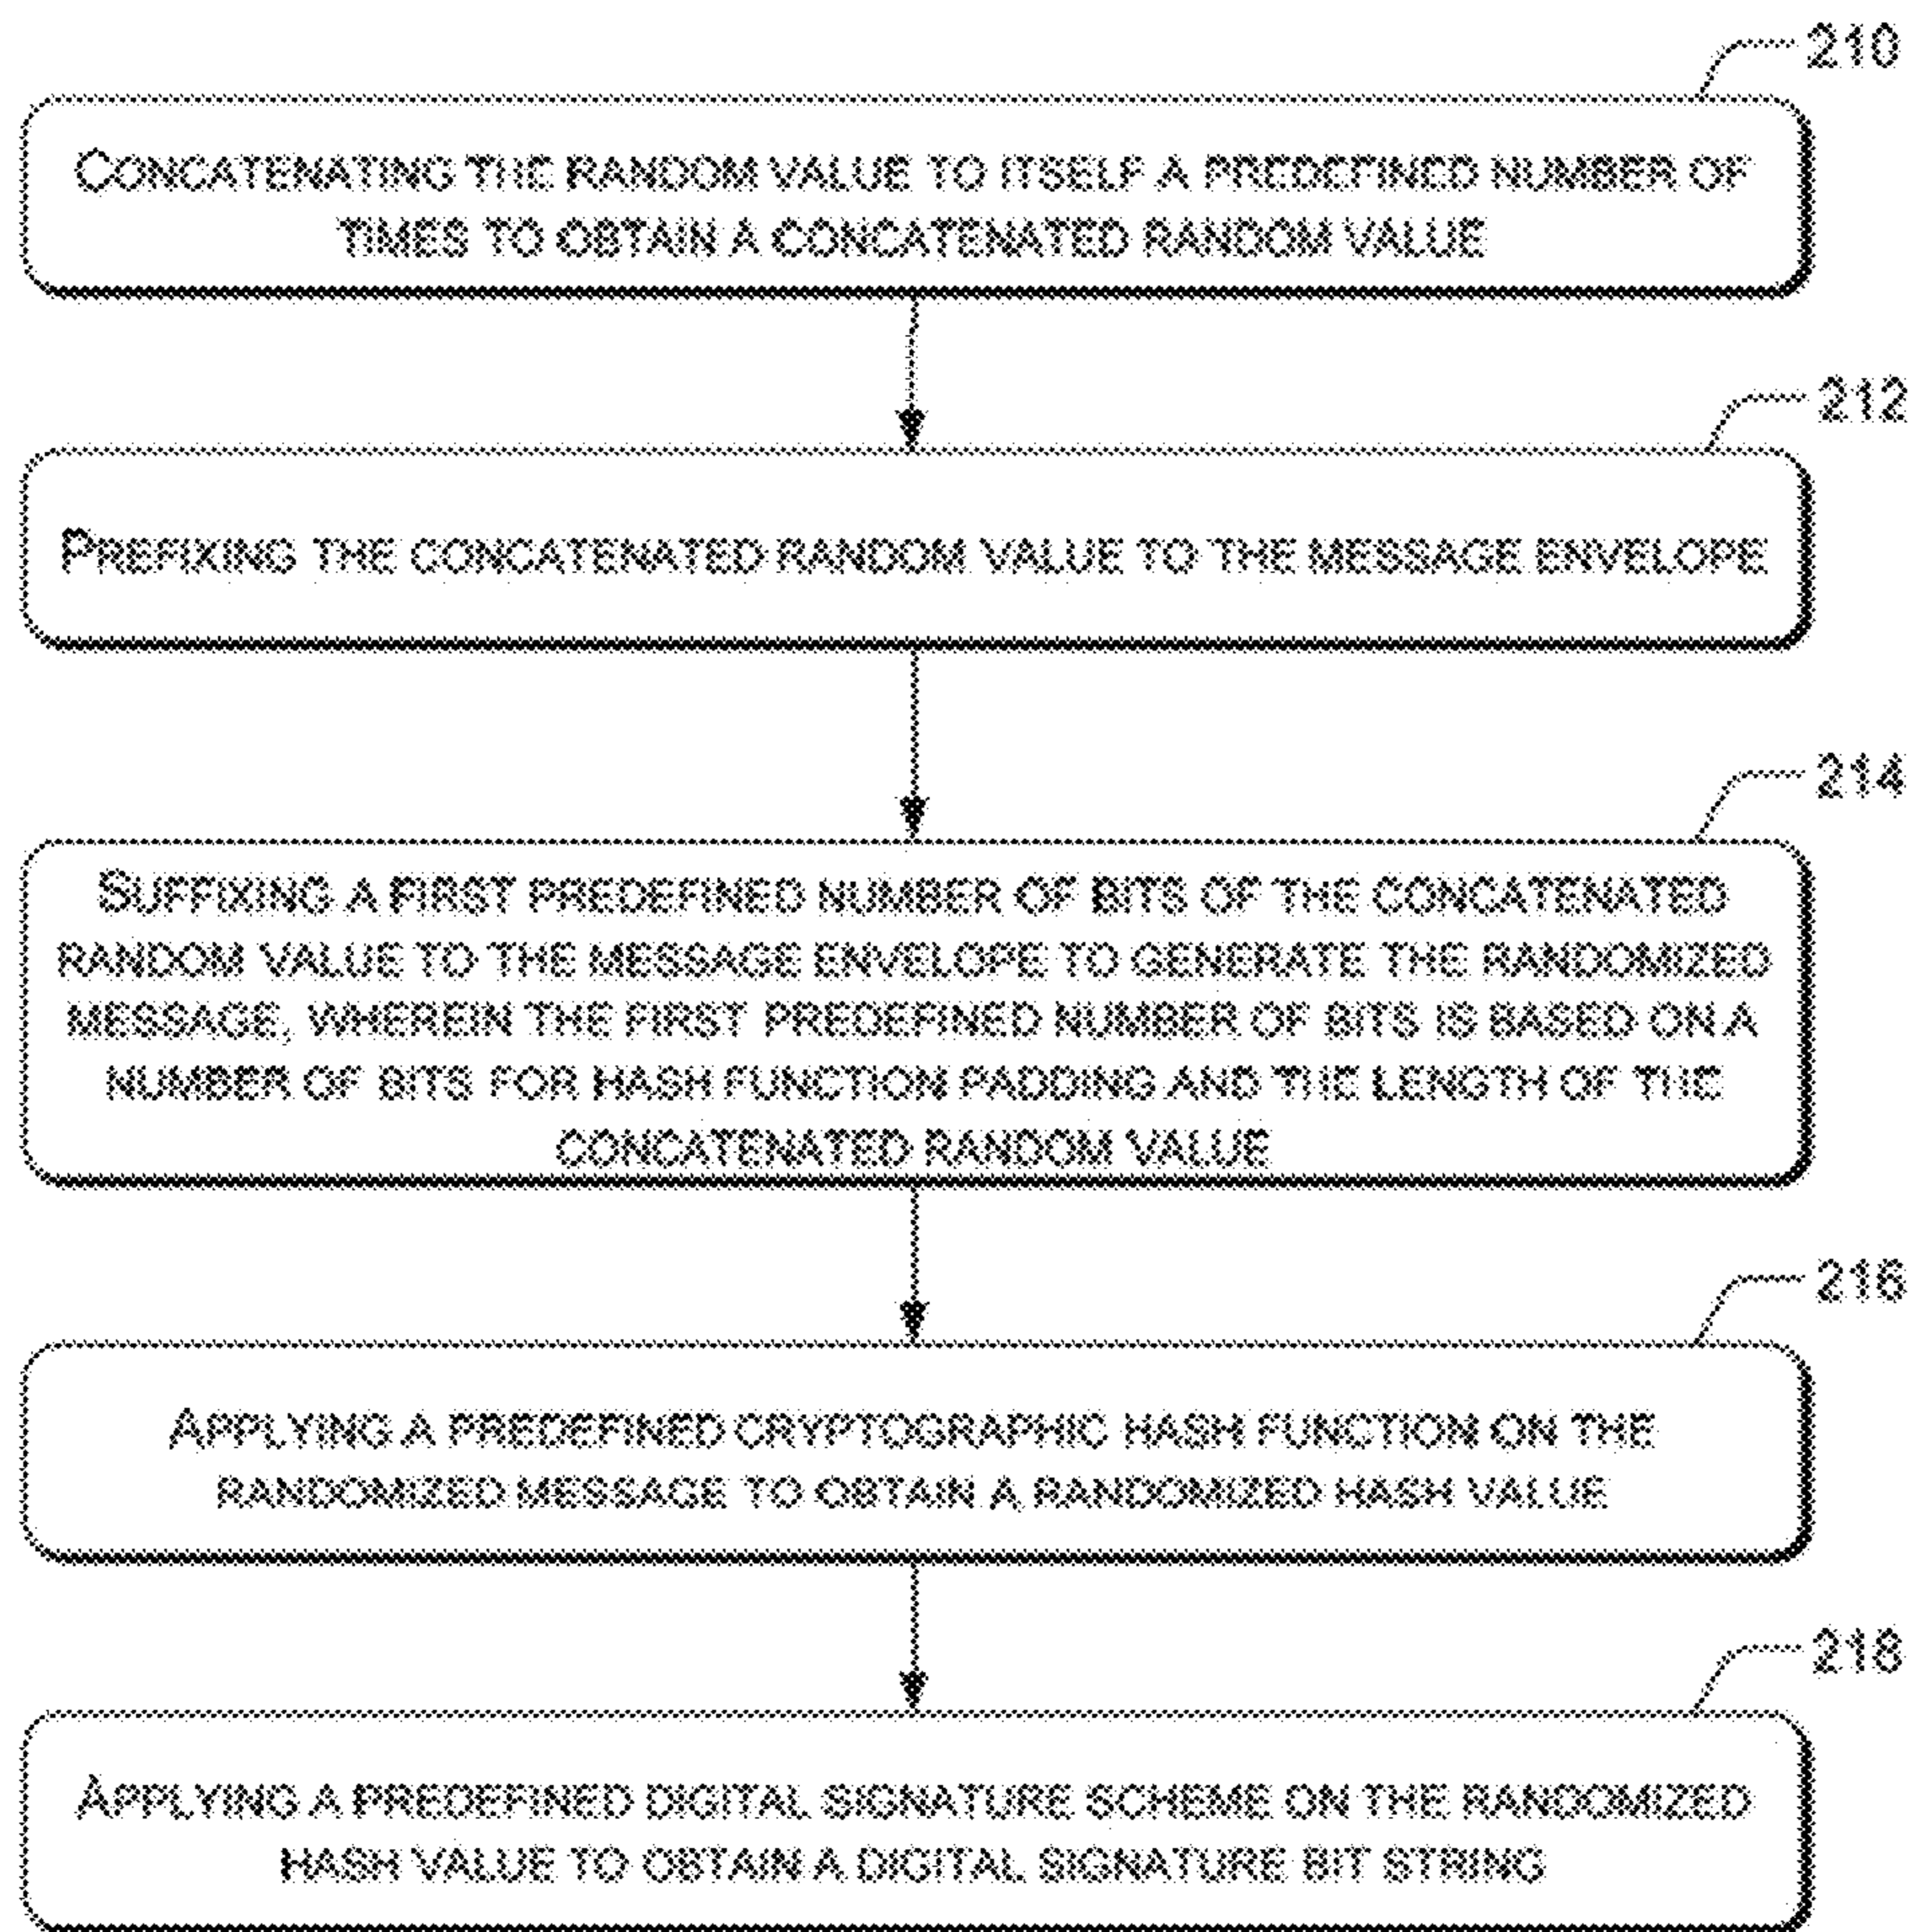 210
CONCATENATING THE RANDOM VALUE TO ITSELF A PREDEFINED NUMBER OF
TIMES TO OBTAIN A CONCATENATED RANDOM VALUE
212
PREFIXING THE CONCATENATED RANDOM VALUE TO THE MESSAGE ENVELOPE
214
SUFFIXING A FIRST PREDEFINED NUMBER OF BITS OF THE CONCATENATED
RANDOM VALUE TO THE MESSAGE ENVELOPE TO GENERATE THE RANDOMIZED
MESSAGE, WHEREIN THE FIRST PREDEFINED NUMBER OF BITS IS BASED ON A
NUMBER OF BITS FOR HASH FUNCTION PADDING AND THE LENGTH OF THE
CONCATENATED RANDOM VALUE
216
APPLYING A PREDEFINED CRYPTOGRAPHIC HASH FUNCTION ON THE
RANDOMIZED MESSAGE TO OBTAIN A RANDOMIZED HASH VALUE
218
APPLYING A PREDEFINED DIGITAL SIGNATURE SCHEME ON THE RANDOMIZED
HASH VALUE TO OBTAIN A DIGITAL SIGNATURE BIT STRING